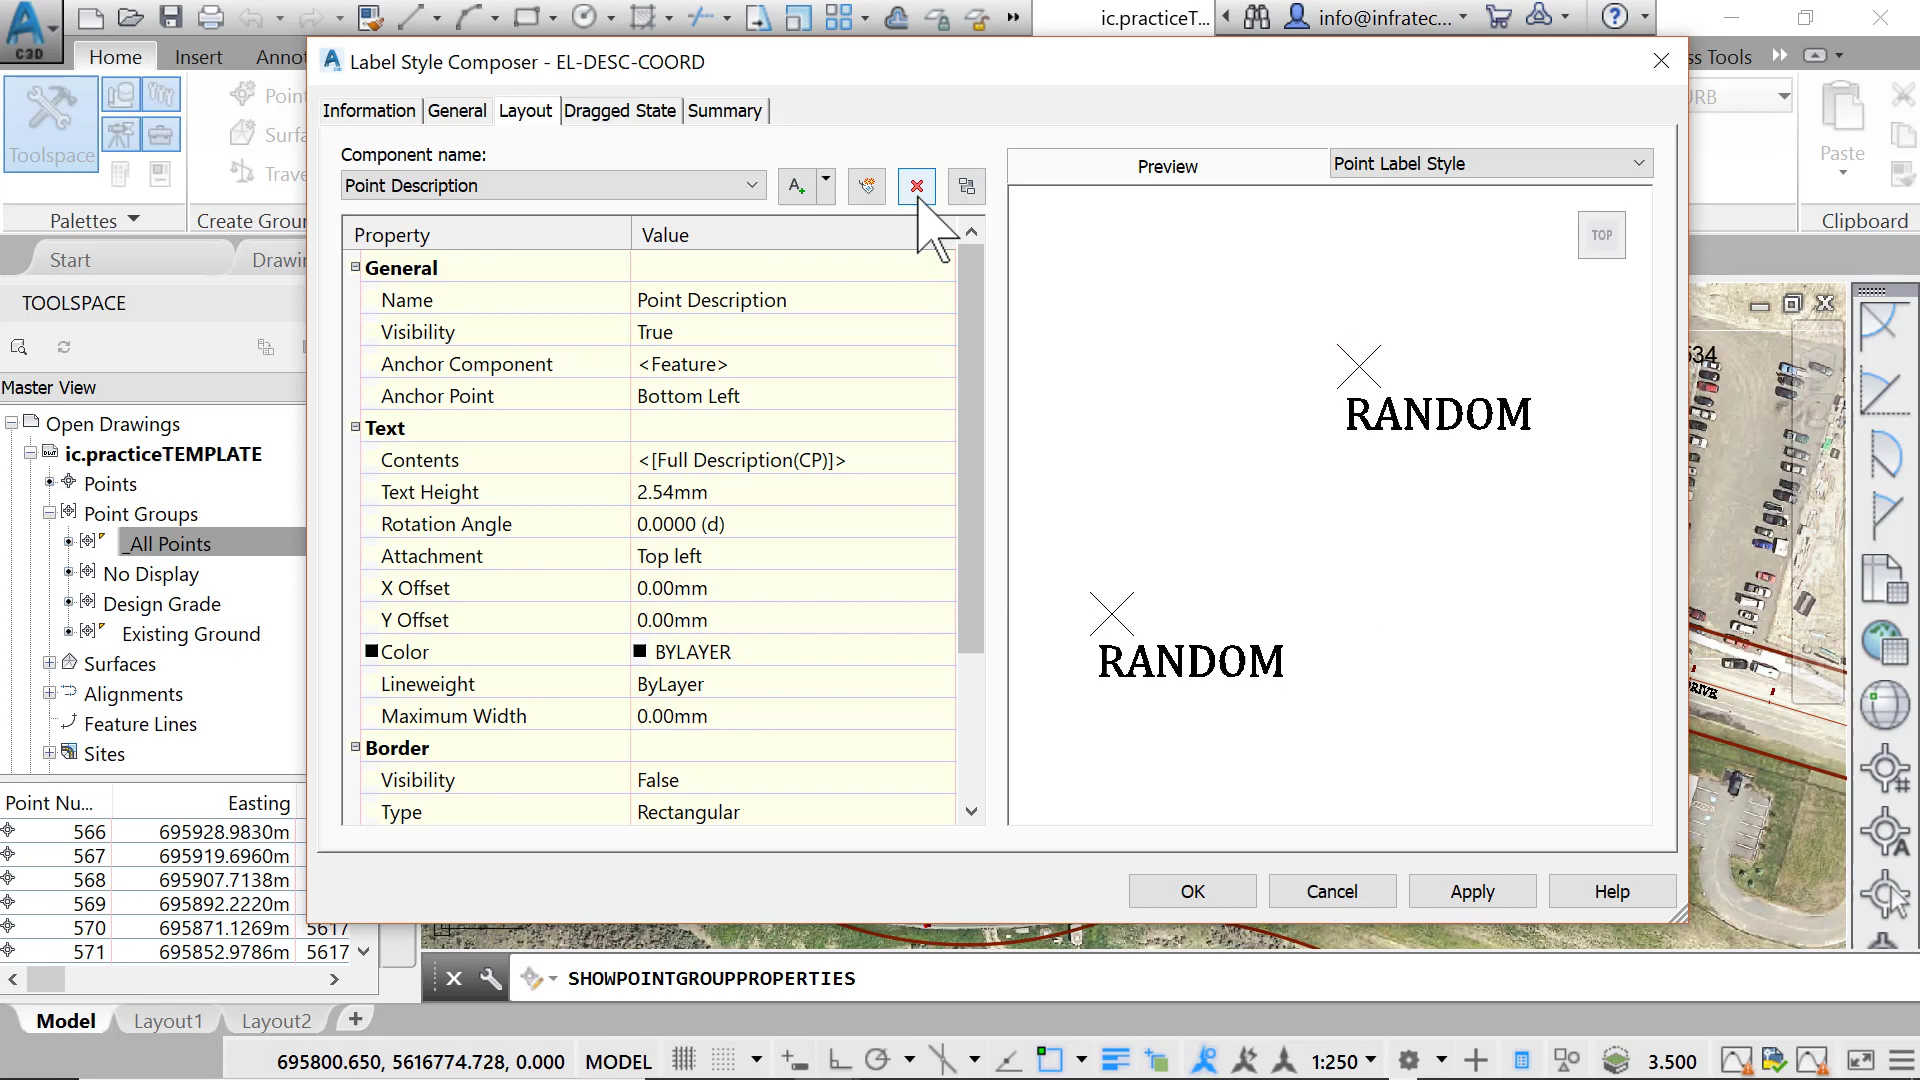 C3D
ic.practiceT...
info@infratec...
Home
Insert
Anno
ss Tools
Toolspace
Poin
Surfa
Trave
Palettes
Create Grou
URB
Paste
Clipboard
Start
Drawi
TOOLSPACE
Master View
Open Drawings
ic.practiceTEMPLATE
Points
Point Groups
_All Points
No Display
Design Grade
Existing Ground
Surfaces
Alignments
Feature Lines
Sites
Point Nu...
Easting
566 695928.9830m
567 695919.6960m
568 695907.7138m
569 695892.2220m
570 695871.1269m 5617
571 695852.9786m 5617
Label Style Composer - EL-DESC-COORD
Information
General
Layout
Dragged State
Summary
Component name:
Point Description
Property Value
General
Name Point Description
Visibility True
Anchor Component <Feature>
Anchor Point Bottom Left
Text
Contents <[Full Description(CP)]>
Text Height 2.54mm
Rotation Angle 0.0000 (d)
Attachment Top left
X Offset 0.00mm
Y Offset 0.00mm
Color BYLAYER
Lineweight ByLayer
Maximum Width 0.00mm
Border
Visibility False
Type Rectangular
Preview
Point Label Style
TOP
RANDOM
RANDOM
OK
Cancel
Apply
Help
534
DRIVE
SHOWPOINTGROUPPROPERTIES
Model
Layout1
Layout2
695800.650, 5616774.728, 0.000
MODEL
1:250
3.500